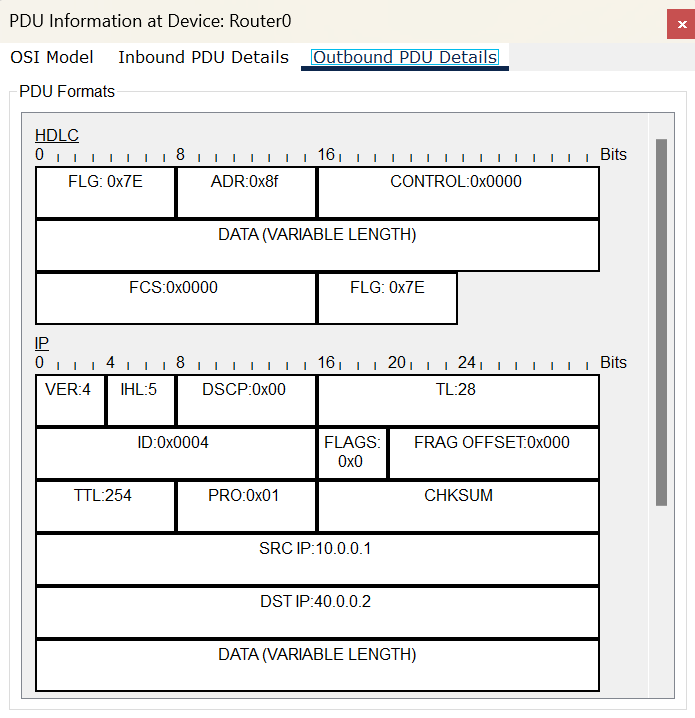 PDU Information at Device: Router0
×
OSI Model Inbound PDU Details Outbound PDU Details
PDU Formats
HDLC
0 8 16 Bits
FLG: 0x7E ADR:0x8f CONTROL:0x0000
DATA (VARIABLE LENGTH)
FCS:0x0000 FLG: 0x7E
IP
0 4 8 16 20 24 Bits
VER:4 IHL:5 DSCP:0x00 TL:28
ID:0x0004 FLAGS: FRAG OFFSET:0x000
0x0
TTL:254 PRO:0x01 CHKSUM
SRC IP:10.0.0.1
DST IP:40.0.0.2
DATA (VARIABLE LENGTH)